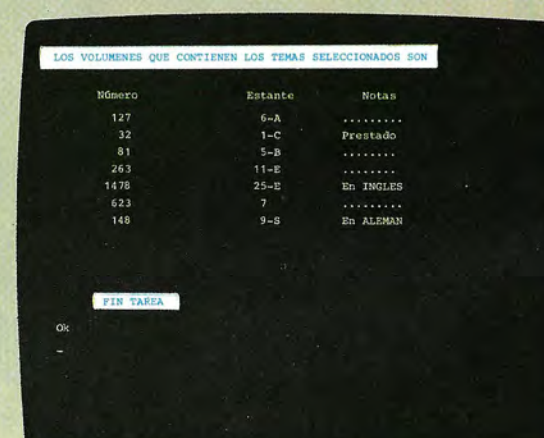 LOS VOLUMENES QUE CONTIENEN LOS TEMAS SELECCIONADOS SON
Número Estante Notas
127 6-A .........
32 1-C Prestado
81 5-B ........
263 11-E ........
1478 25-E En INGLES
623 7 .........
148 9-S En ALEMAN
FIN TAREA
Ok
_